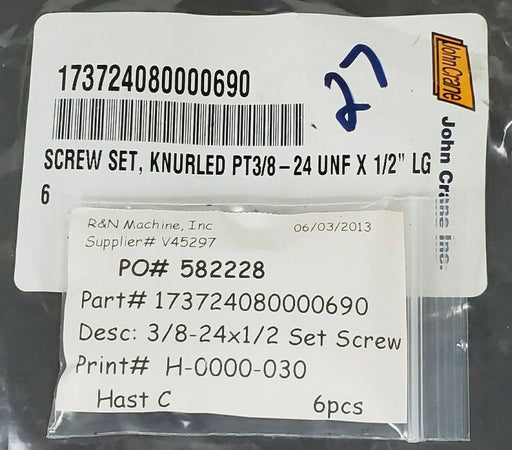 173724080000690
27
JohnCrane
John Crane Inc.
SCREW SET, KNURLED PT3/8-24 UNF X 1/2" LG
6
R&N Machine, Inc 06/03/2013
Supplier# V45297
PO# 582228
Part# 173724080000690
Desc: 3/8-24x1/2 Set Screw
Print# H-0000-030
Hast C 6pcs